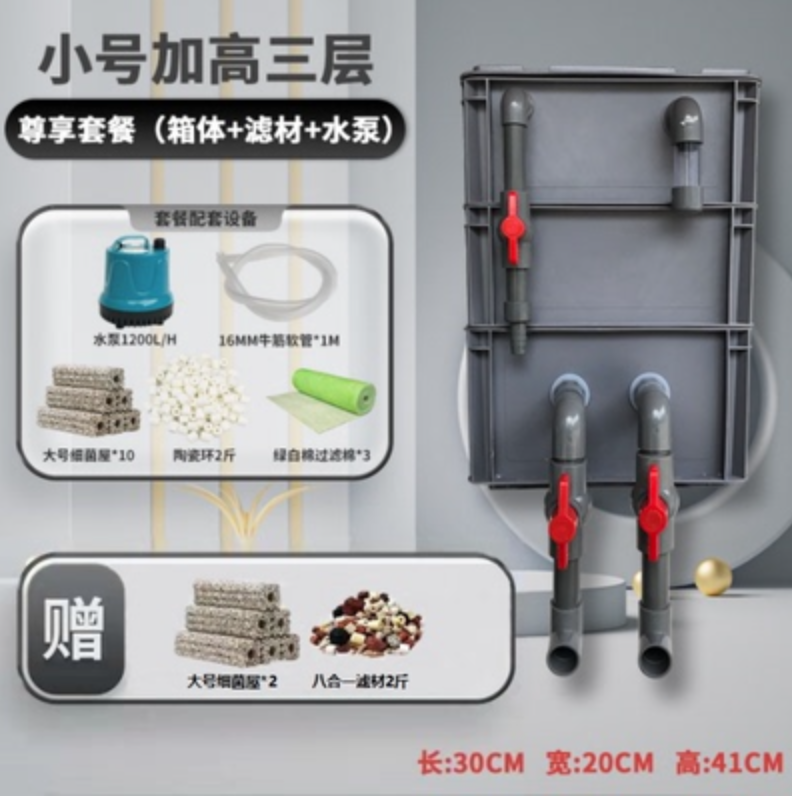 小号加高三层
尊享套餐（箱体+滤材+水泵）
套餐配套设备
水泵1200L/H
16MM牛筋软管*1M
大号细菌屋*10
陶瓷环2斤
绿白棉过滤棉*3
赠
大号细菌屋*2
八合一滤材2斤
长:30CM 宽:20CM 高:41CM